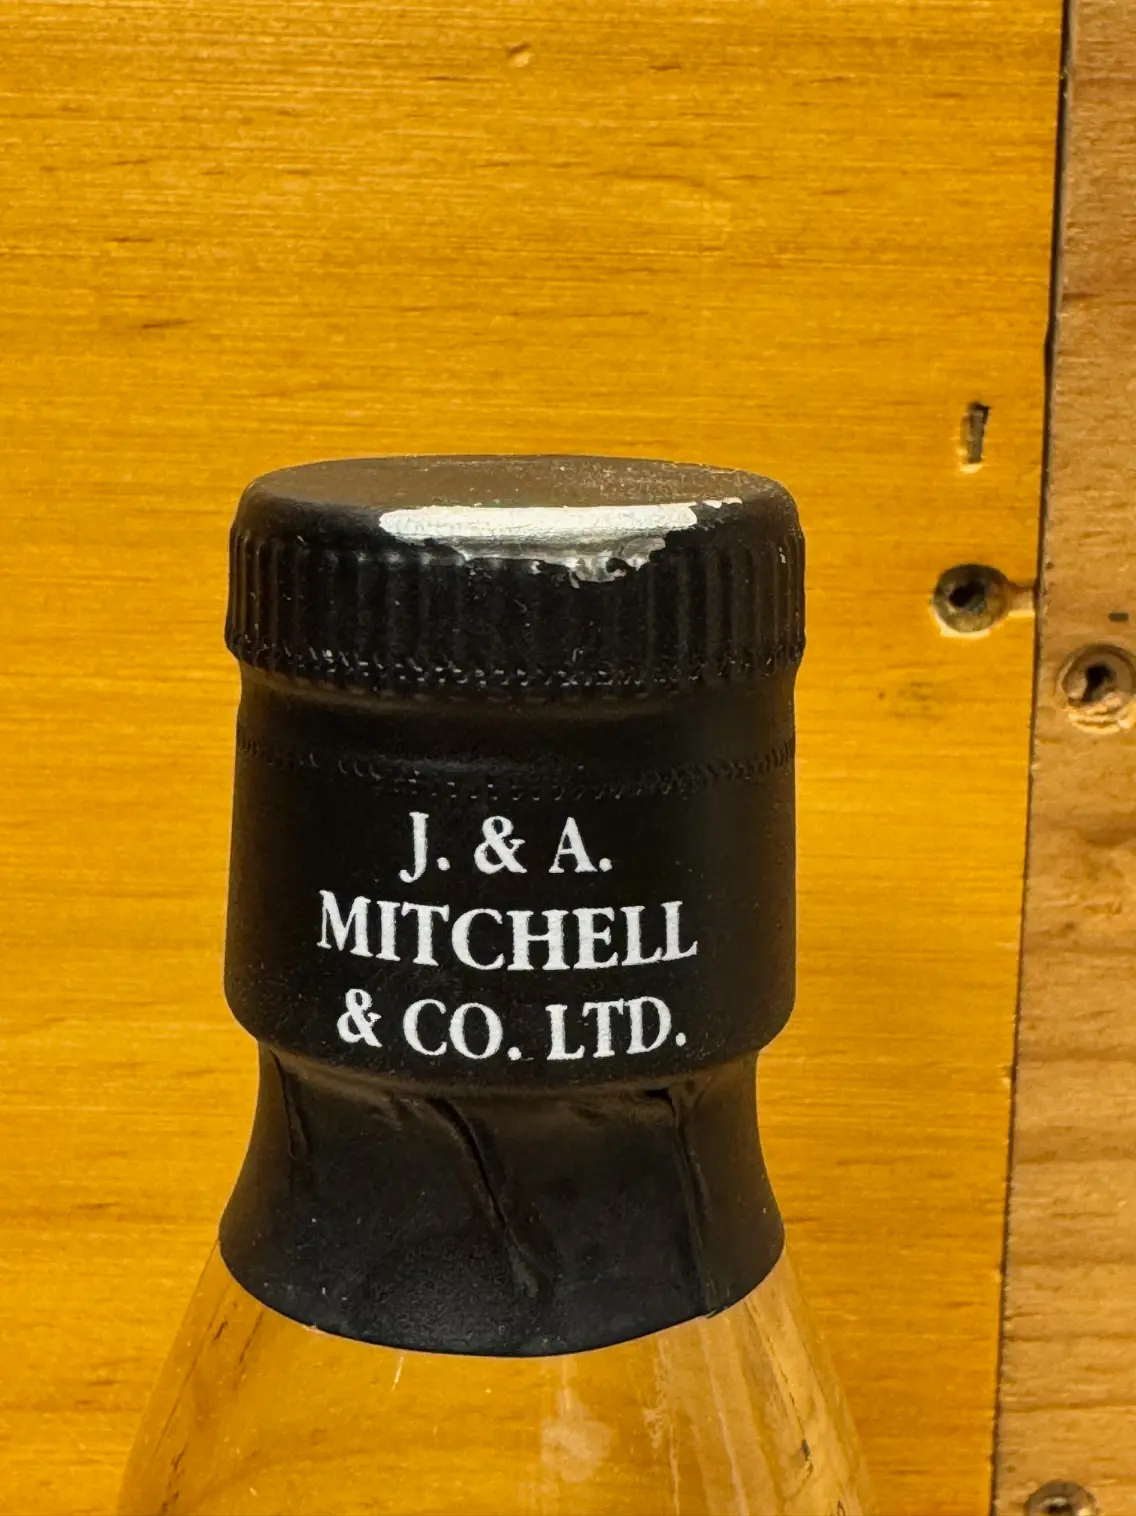 J. & A.
MITCHELL
& CO. LTD.